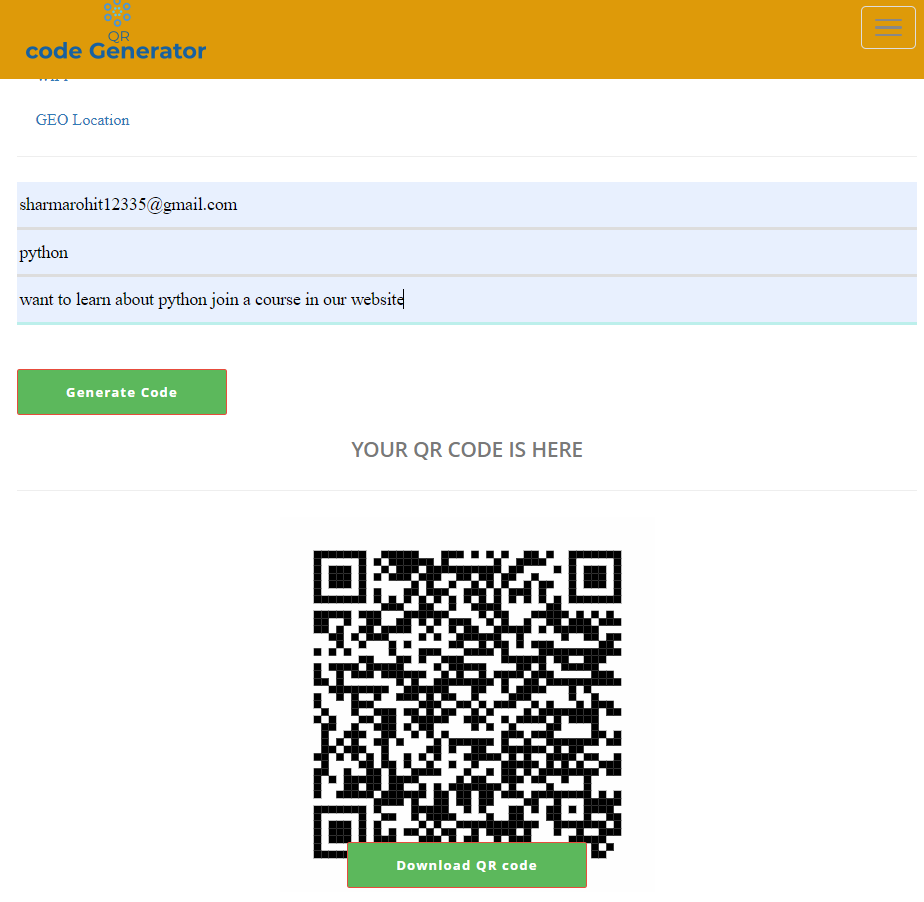 QR
code Generator
GEO Location
sharmarohit12335@gmail.com
python
want to learn about python join a course in our website
Generate Code
YOUR QR CODE IS HERE
Download QR code